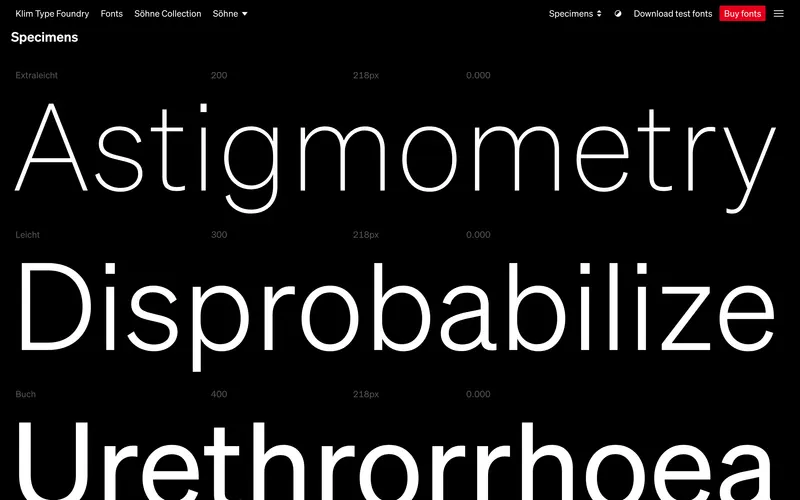 Klim Type Foundry Fonts Söhne Collection Söhne Specimens Download test fonts Buy fonts
Specimens
Extraleicht 200 218px 0.000
Astigmometry
Leicht 300 218px 0.000
Disprobabilize
Buch 400 218px 0.000
Urethrorrhoea